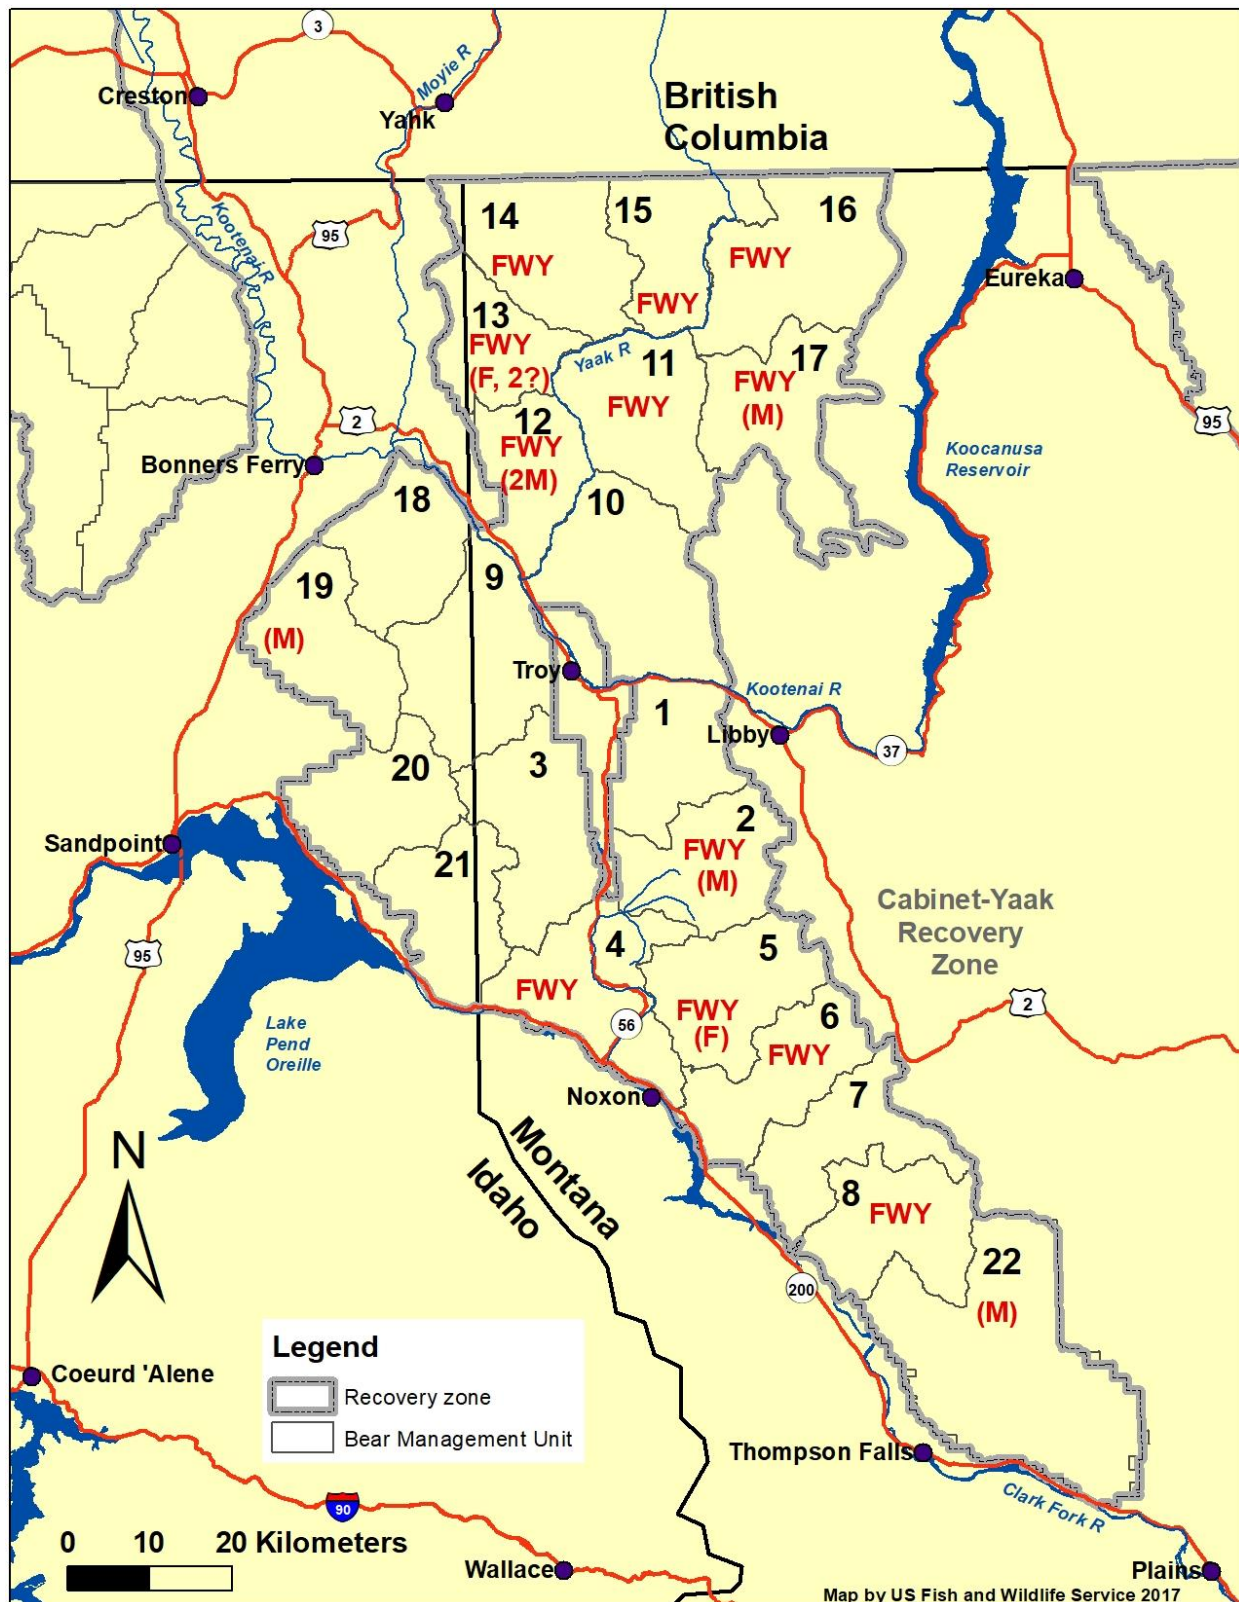 3
Creston
Yahk
Moyie R
British
Columbia
Kootenai R
95
14
15
16
FWY
FWY
FWY
Eureka
13
FWY
(F, 2?)
Yaak R
11
FWY
17
FWY
(M)
2
12
FWY
(2M)
95
Bonners Ferry
Koocanusa
Reservoir
18
10
9
19
(M)
Troy
Kootenai R
1
Libby
37
20
3
2
FWY
(M)
Sandpoint
21
Cabinet-Yaak
Recovery
Zone
95
4
FWY
5
FWY
(F)
6
FWY
2
Lake
Pend
Oreille
56
Noxon
7
N
Montana
Idaho
8
FWY
22
(M)
200
Legend
Recovery zone
Bear Management Unit
Coeurd 'Alene
Thompson Falls
Clark Fork R
90
0 10 20 Kilometers
Wallace
Plains
Map by US Fish and Wildlife Service 2017